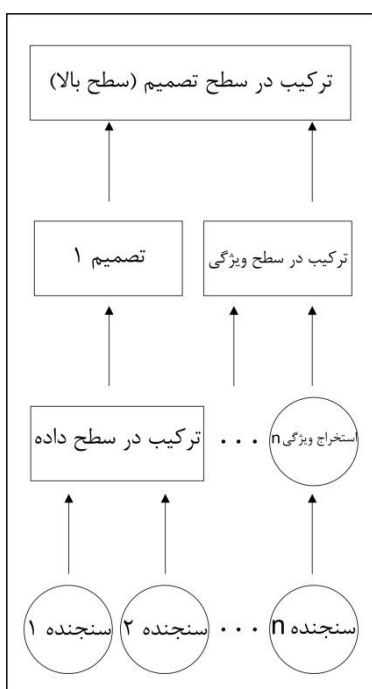 ترکیب در سطح تصمیم (سطح بالا)
تصمیم ۱
ترکیب در سطح ویژگی
ترکیب در سطح داده
...
استخراج ویژگی n
سنجنده ۱
سنجنده ۲
...
سنجنده n